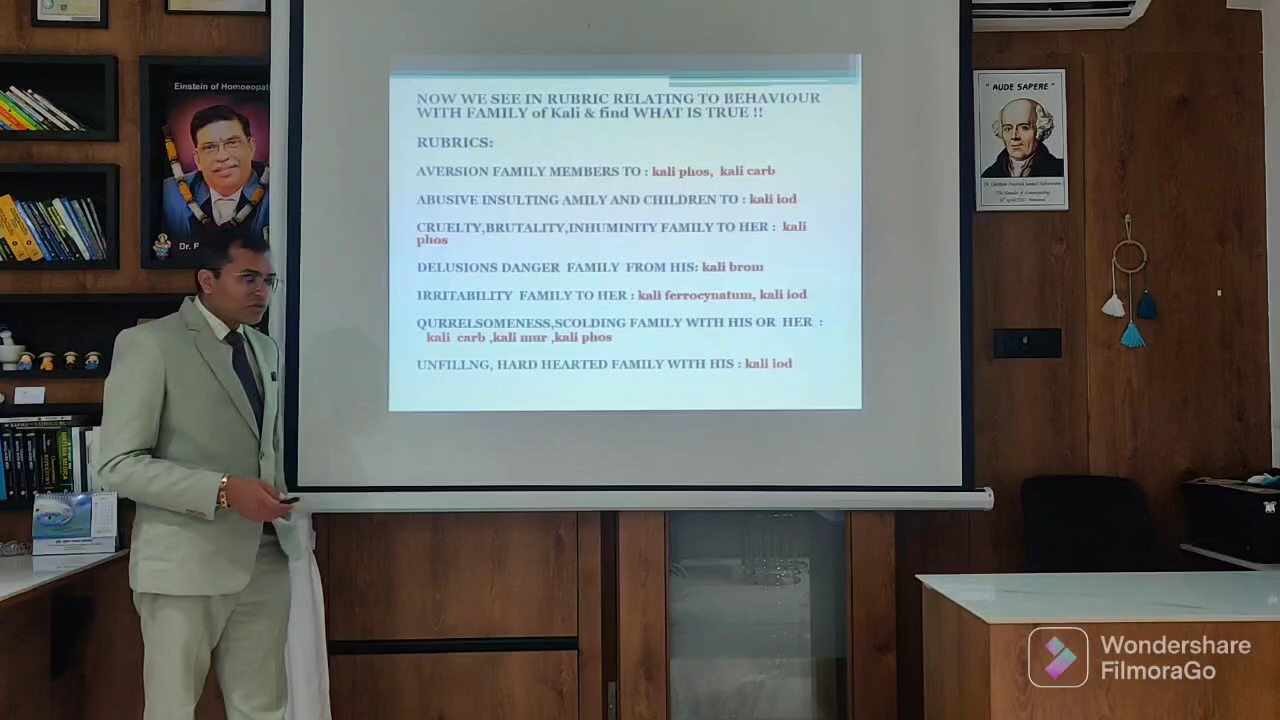 Einstein of Homoeopat
Dr.
NOW WE SEE IN RUBRIC RELATING TO BEHAVIOUR
WITH FAMILY of Kali & find WHAT IS TRUE !!
RUBRICS:
AVERSION FAMILY MEMBERS TO : kali phos, kali carb
ABUSIVE INSULTING AMILY AND CHILDREN TO : kali iod
CRUELTY,BRUTALITY,INHUMINITY FAMILY TO HER : kali
phos
DELUSIONS DANGER FAMILY FROM HIS: kali brom
IRRITABILITY FAMILY TO HER : kali ferrocynatum, kali iod
QURRELSOMENESS,SCOLDING FAMILY WITH HIS OR HER :
kali carb ,kali mur ,kali phos
UNFILLNG, HARD HEARTED FAMILY WITH HIS : kali iod
" AUDE SAPERE "
Wondershare
FilmoraGo